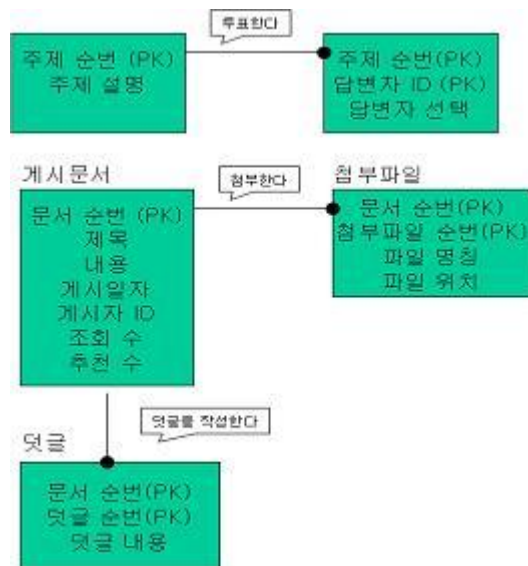 투표한다
주제 순번 (PK)
주제 설명
주제 순번(PK)
답변자 ID (PK)
답변자 선택
게시문서
첨부한다
첨부파일
문서 순번 (PK)
제목
내용
게시일자
게시자 ID
조회 수
추천 수
문서 순번(PK)
첨부파일 순번(PK)
파일 명칭
파일 위치
덧글을 작성한다
덧글
문서 순번(PK)
덧글 순번(PK)
덧글 내용